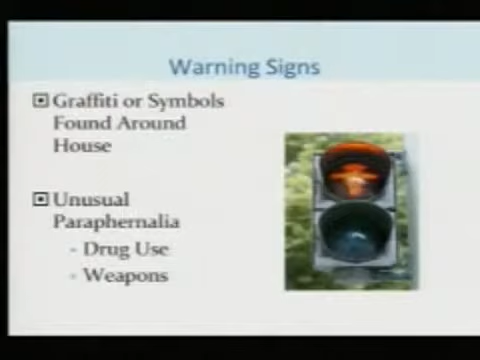 Warning Signs
Graffiti or Symbols
Found Around
House
Unusual
Paraphernalia
- Drug Use
- Weapons